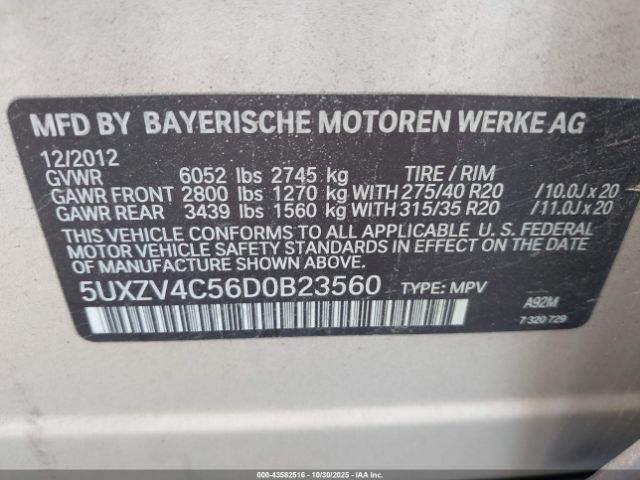 MFD BY BAYERISCHE MOTOREN WERKE AG
12/2012
GVWR 6052 lbs 2745 kg TIRE / RIM
GAWR FRONT 2800 lbs 1270 kg WITH 275/40 R20 /10.0J x 20
GAWR REAR 3439 lbs 1560 kg WITH 315/35 R20 /11.0J x 20
THIS VEHICLE CONFORMS TO ALL APPLICABLE U. S. FEDERAL
MOTOR VEHICLE SAFETY STANDARDS IN EFFECT ON THE DATE
OF MANUFACTURE SHOWN ABOVE.
5UXZV4C56D0B23560 TYPE: MPV
A92M
7 320 729
000-43582516 | 10/30/2025 | Copyright © IAA, LLC